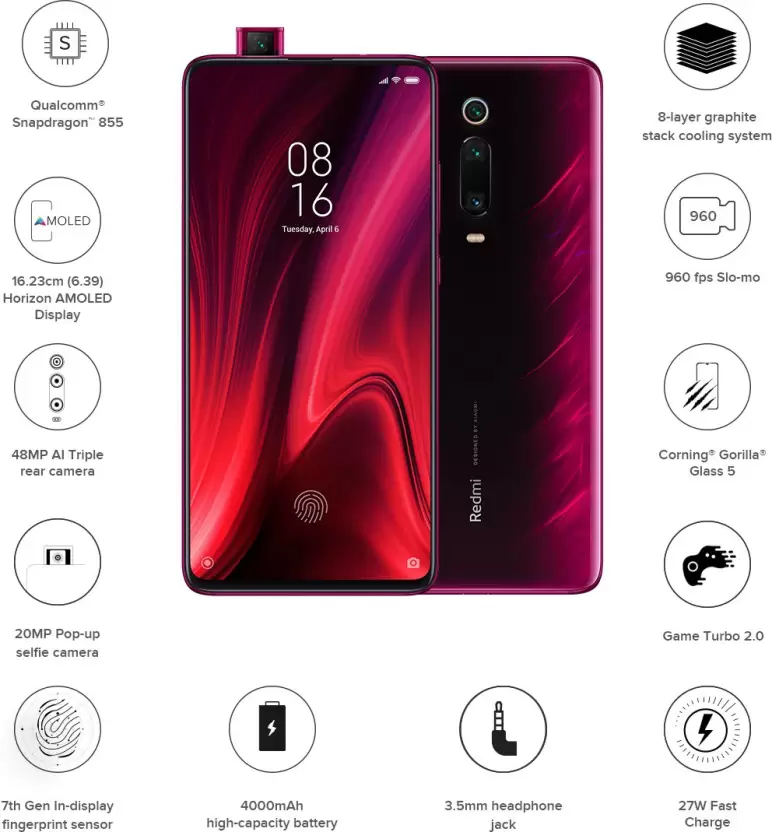 S
Qualcomm®
Snapdragon™ 855
AMOLED
16.23cm (6.39)
Horizon AMOLED
Display
48MP AI Triple
rear camera
20MP Pop-up
selfie camera
7th Gen In-display
fingerprint sensor
08
16
Tuesday, April 6
Redmi
DESIGNED BY XIAOMI
4000mAh
high-capacity battery
3.5mm headphone
jack
8-layer graphite
stack cooling system
960
960 fps Slo-mo
Corning® Gorilla®
Glass 5
Game Turbo 2.0
27W Fast
Charge